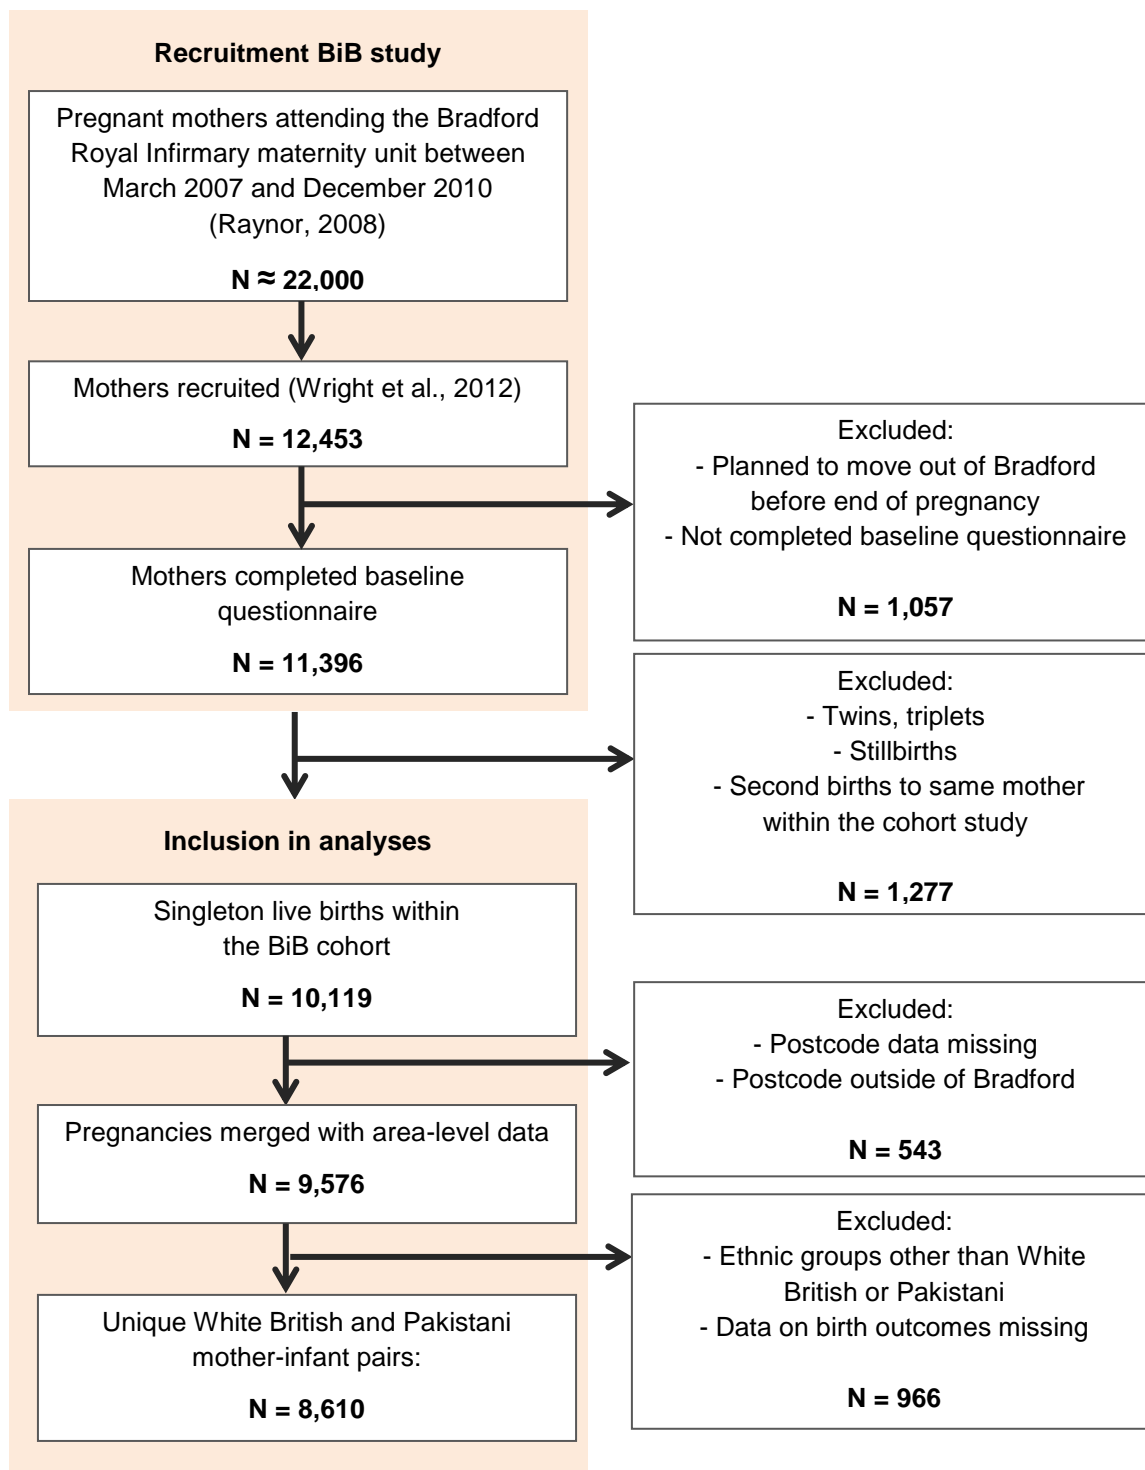 Recruitment BiB study
Pregnant mothers attending the Bradford
Royal Infirmary maternity unit between
March 2007 and December 2010
(Raynor, 2008)
N ≈ 22,000
Mothers recruited (Wright et al., 2012)
N = 12,453
Excluded:
- Planned to move out of Bradford
before end of pregnancy
- Not completed baseline questionnaire
N = 1,057
Mothers completed baseline
questionnaire
N = 11,396
Excluded:
- Twins, triplets
- Stillbirths
- Second births to same mother
within the cohort study
N = 1,277
Inclusion in analyses
Singleton live births within
the BiB cohort
N = 10,119
Excluded:
- Postcode data missing
- Postcode outside of Bradford
N = 543
Pregnancies merged with area-level data
N = 9,576
Excluded:
- Ethnic groups other than White
British or Pakistani
- Data on birth outcomes missing
N = 966
Unique White British and Pakistani
mother-infant pairs:
N = 8,610